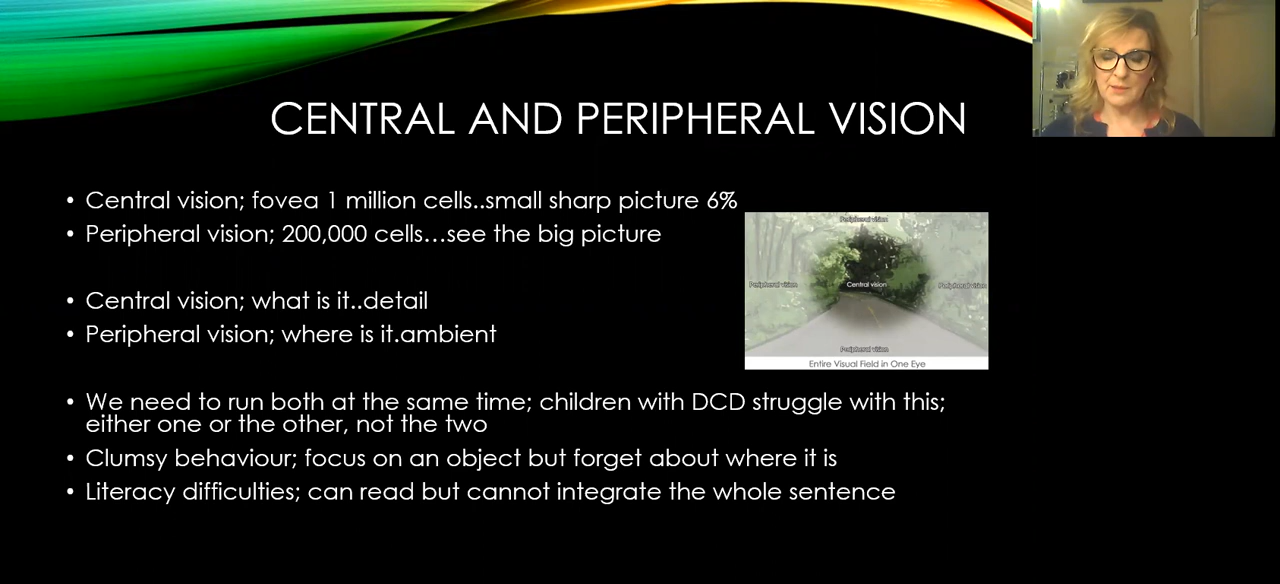 CENTRAL AND PERIPHERAL VISION
• Central vision; fovea 1 million cells..small sharp picture 6%
• Peripheral vision; 200,000 cells...see the big picture
• Central vision; what is it..detail
• Peripheral vision; where is it.ambient
• We need to run both at the same time; children with DCD struggle with this;
either one or the other, not the two
• Clumsy behaviour; focus on an object but forget about where it is
• Literacy difficulties; can read but cannot integrate the whole sentence
Peripheral vision
Peripheral vision
Central vision
Peripheral vision
Peripheral vision
Entire Visual Field in One Eye